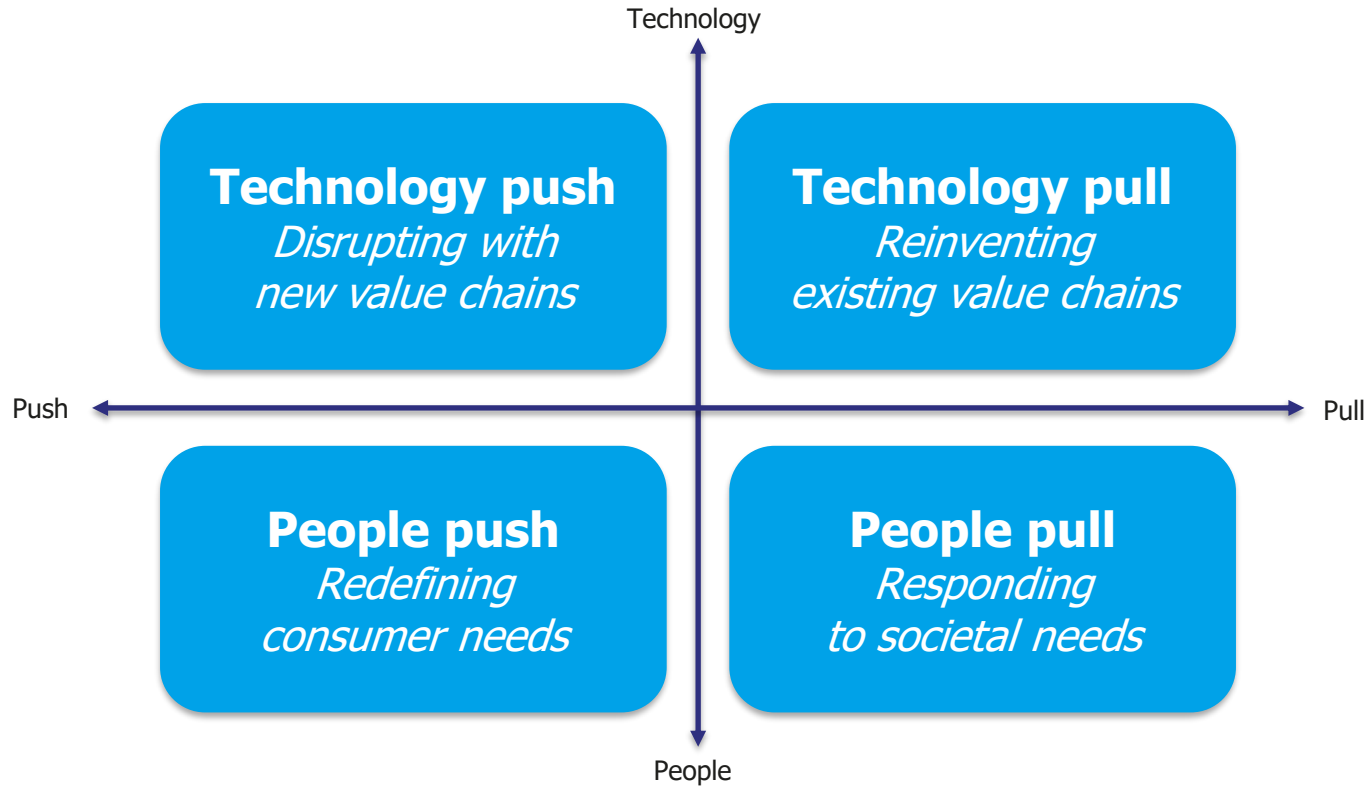 Technology
Technology push
Disrupting with
new value chains
Technology pull
Reinventing
existing value chains
Push
Pull
People push
Redefining
consumer needs
People pull
Responding
to societal needs
People